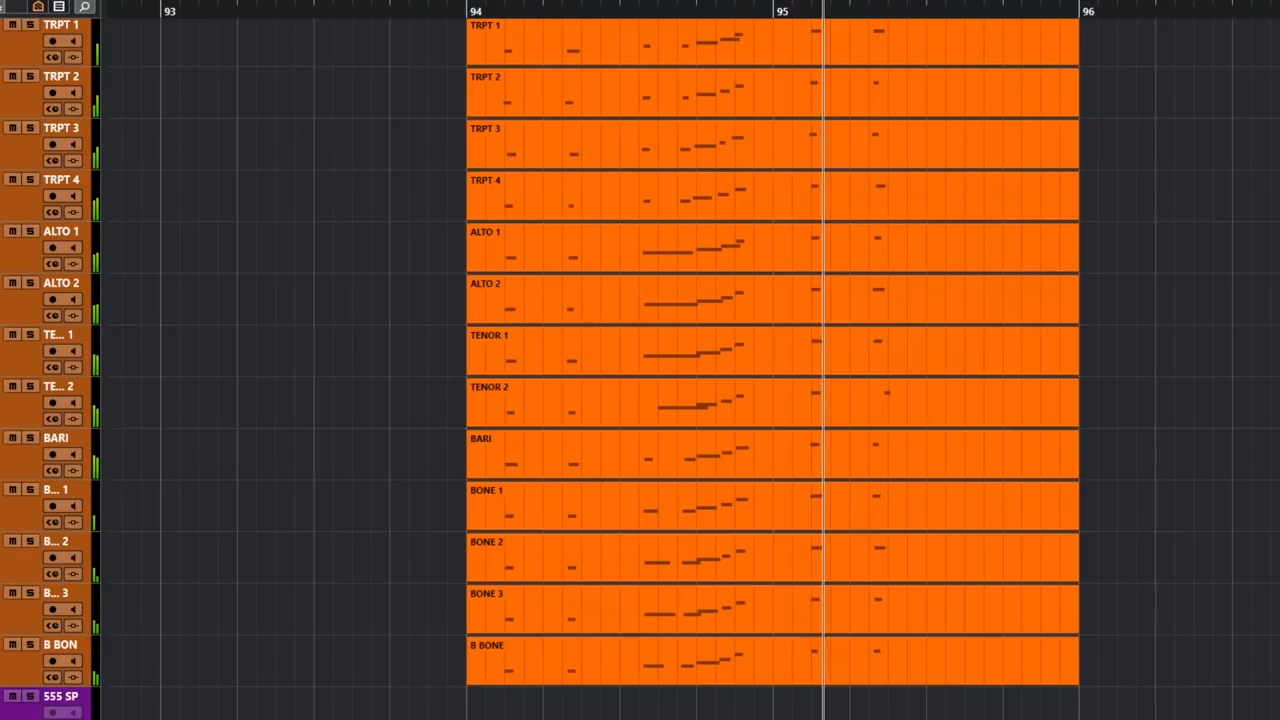 93 94 95 96
m S TRPT 1 TRPT 1
m S TRPT 2 TRPT 2
m S TRPT 3 TRPT 3
m S TRPT 4 TRPT 4
m S ALTO 1 ALTO 1
m S ALTO 2 ALTO 2
m S TE... 1 TENOR 1
m S TE... 2 TENOR 2
m S BARI BARI
m S B... 1 BONE 1
m S B... 2 BONE 2
m S B... 3 BONE 3
m S B BON B BONE
m S 555 SP